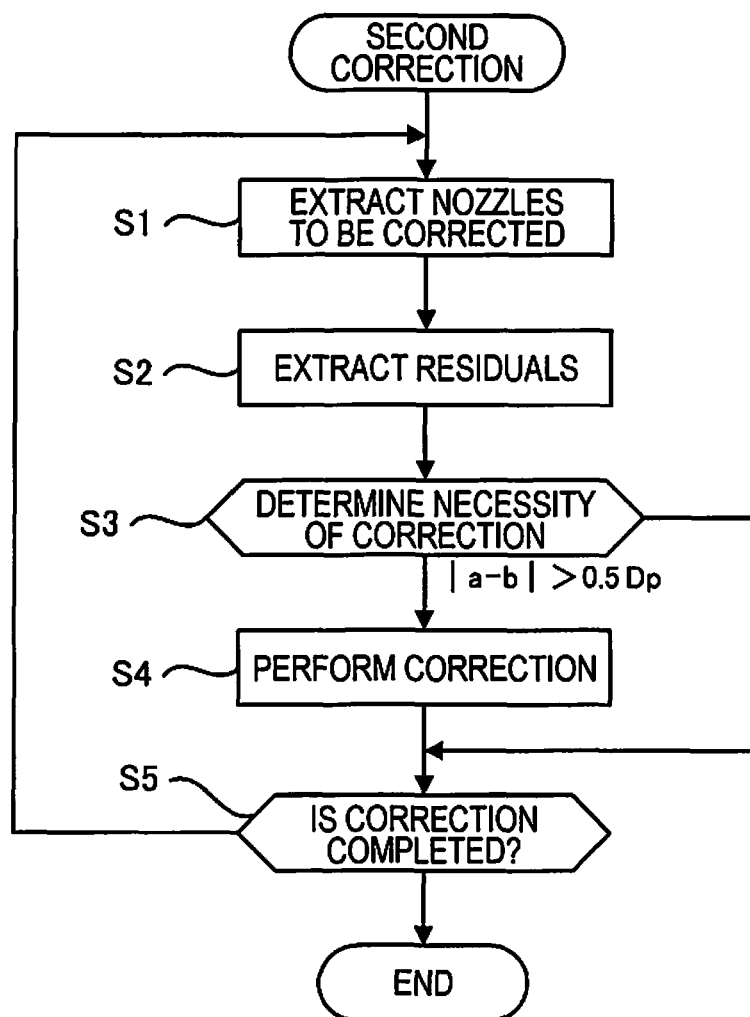 SECOND
CORRECTION
S1
EXTRACT NOZZLES
TO BE CORRECTED
S2
EXTRACT RESIDUALS
S3
DETERMINE NECESSITY
OF CORRECTION
| a-b | > 0.5 Dp
S4
PERFORM CORRECTION
S5
IS CORRECTION
COMPLETED?
END